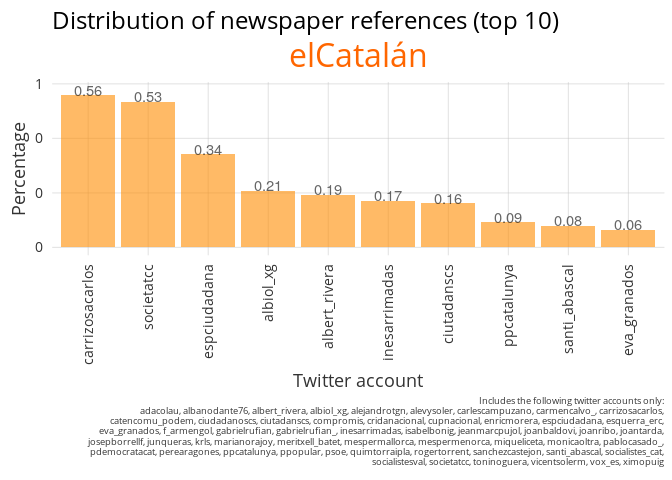 Distribution of newspaper references (top 10)
elCatalán
Percentage
1
0
0
0
0.56
0.53
0.34
0.21
0.19
0.17
0.16
0.09
0.08
0.06
carrizosacarlos
societatcc
espciudadana
albiol_xg
albert_rivera
inesarrimadas
ciutadanscs
ppcatalunya
santi_abascal
eva_granados
Twitter account
Includes the following twitter accounts only:
adacolau, albanodante76, albert_rivera, albiol_xg, alejandrotgn, alevysoler, carlescampuzano, carmencalvo_, carrizosacarlos,
catencomu_podem, ciudadanoscs, ciutadanscs, compromis, cridanacional, cupnacional, enricmorera, espciudadana, esquerra_erc,
eva_granados, f_armengol, gabrielrufian, gabrielrufian_, inesarrimadas, isabelbonig, jeanmarcpujol, joanbaldovi, joanribo, joantarda,
josepborrellf, junqueras, krls, marianorajoy, meritxell_batet, mespermallorca, mespermenorca, miqueliceta, monicaoltra, pablocasado_,
pdemocratacat, perearagones, ppcatalunya, ppopular, psoe, quimtorraipla, rogertorrent, sanchezcastejon, santi_abascal, socialistes_cat,
socialistesval, societatcc, toninoguera, vicentsolerm, vox_es, ximopuig